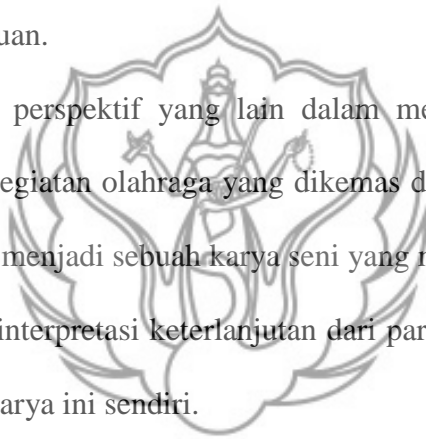 uan.
perspektif yang lain dalam me
egiatan olahraga yang dikemas d
menjadi sebuah karya seni yang
interpretasi keterlanjutan dari par
arya ini sendiri.